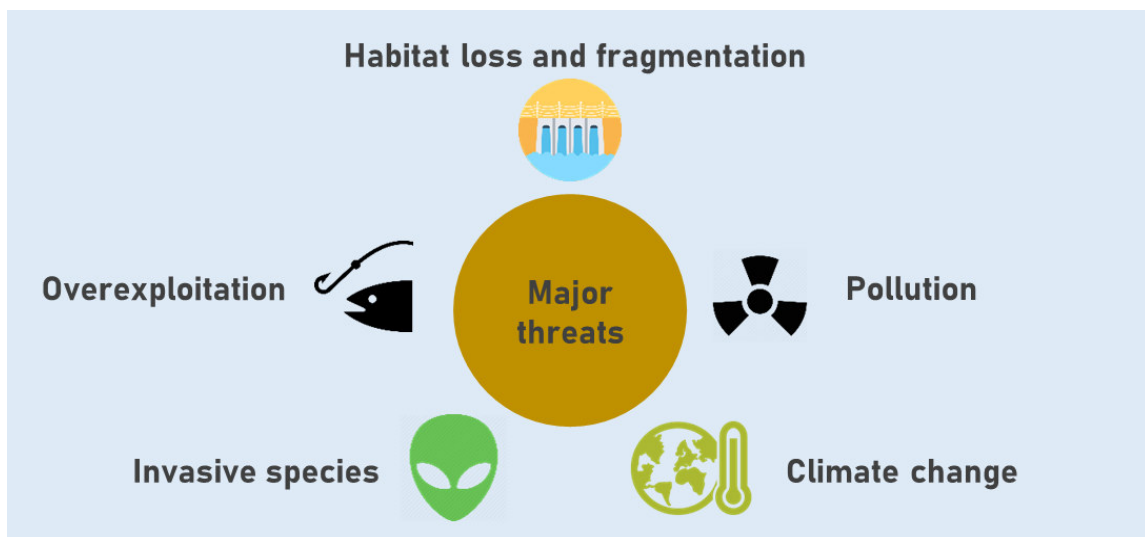 Habitat loss and fragmentation
Overexploitation
Major
threats
Pollution
Invasive species
Climate change